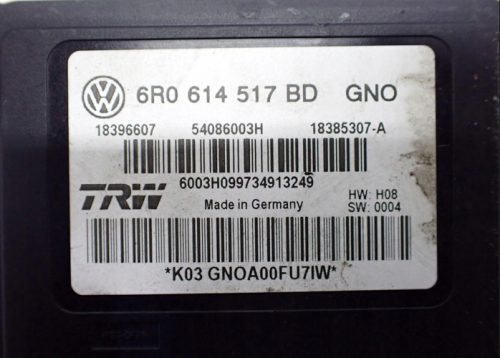 6R0 614 517 BD GNO
18396607 54086003H 18385307-A
6003H099734913249
TRW Made in Germany HW: H08
SW: 0004
*K03 GNOA00FU7IW*